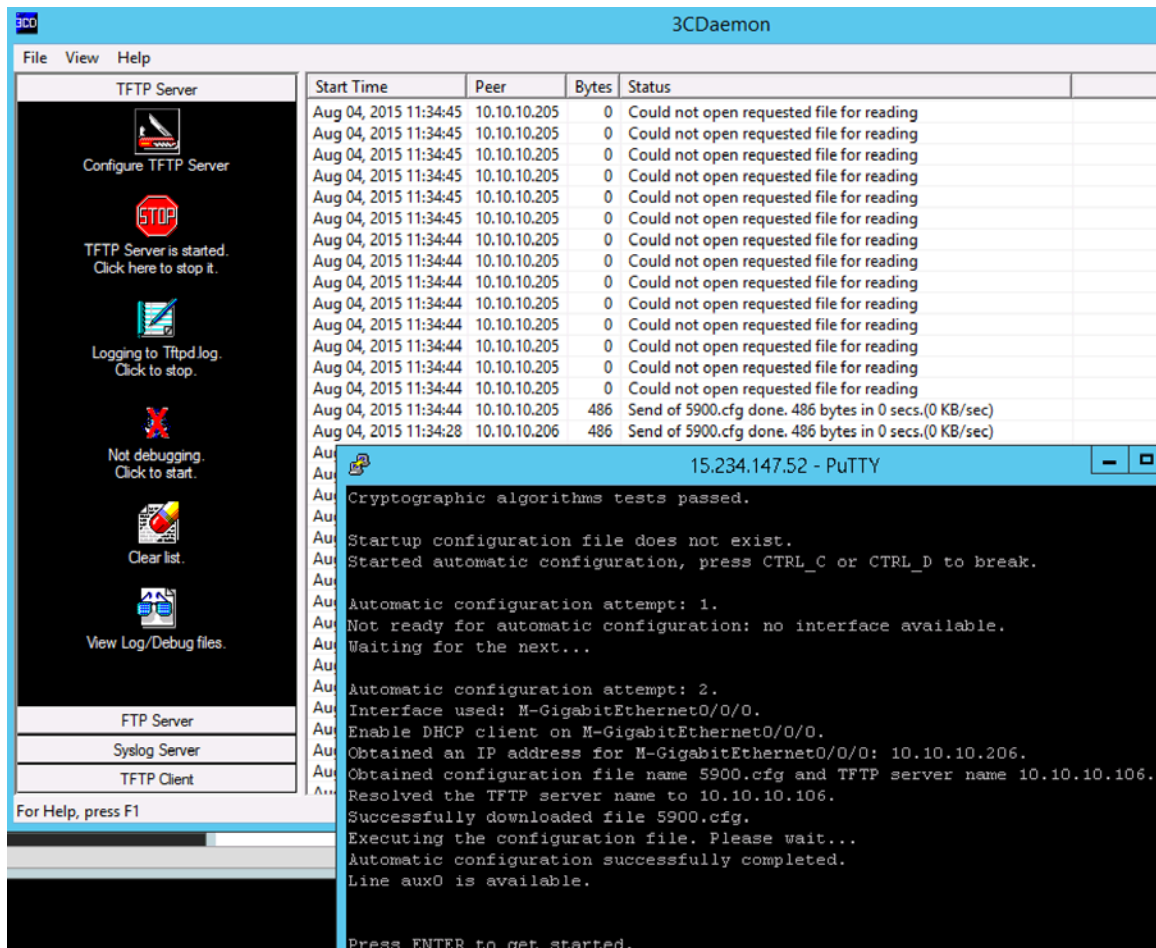 3CD
3CDaemon
File View Help
TFTP Server
Configure TFTP Server
STOP
TFTP Server is started.
Click here to stop it.
Logging to Tftpd.log.
Click to stop.
Not debugging.
Click to start.
Clear list.
View Log/Debug files.
FTP Server
Syslog Server
TFTP Client
For Help, press F1
Start Time Peer Bytes Status
Aug 04, 2015 11:34:45 10.10.10.205 0 Could not open requested file for reading
Aug 04, 2015 11:34:45 10.10.10.205 0 Could not open requested file for reading
Aug 04, 2015 11:34:45 10.10.10.205 0 Could not open requested file for reading
Aug 04, 2015 11:34:45 10.10.10.205 0 Could not open requested file for reading
Aug 04, 2015 11:34:45 10.10.10.205 0 Could not open requested file for reading
Aug 04, 2015 11:34:45 10.10.10.205 0 Could not open requested file for reading
Aug 04, 2015 11:34:44 10.10.10.205 0 Could not open requested file for reading
Aug 04, 2015 11:34:44 10.10.10.205 0 Could not open requested file for reading
Aug 04, 2015 11:34:44 10.10.10.205 0 Could not open requested file for reading
Aug 04, 2015 11:34:44 10.10.10.205 0 Could not open requested file for reading
Aug 04, 2015 11:34:44 10.10.10.205 0 Could not open requested file for reading
Aug 04, 2015 11:34:44 10.10.10.205 0 Could not open requested file for reading
Aug 04, 2015 11:34:44 10.10.10.205 0 Could not open requested file for reading
Aug 04, 2015 11:34:44 10.10.10.205 0 Could not open requested file for reading
Aug 04, 2015 11:34:44 10.10.10.205 486 Send of 5900.cfg done. 486 bytes in 0 secs.(0 KB/sec)
Aug 04, 2015 11:34:28 10.10.10.206 486 Send of 5900.cfg done. 486 bytes in 0 secs.(0 KB/sec)
15.234.147.52 - PuTTY
Cryptographic algorithms tests passed.
Startup configuration file does not exist.
Started automatic configuration, press CTRL_C or CTRL_D to break.
Automatic configuration attempt: 1.
Not ready for automatic configuration: no interface available.
Waiting for the next...
Automatic configuration attempt: 2.
Interface used: M-GigabitEthernet0/0/0.
Enable DHCP client on M-GigabitEthernet0/0/0.
Obtained an IP address for M-GigabitEthernet0/0/0: 10.10.10.206.
Obtained configuration file name 5900.cfg and TFTP server name 10.10.10.106.
Resolved the TFTP server name to 10.10.10.106.
Successfully downloaded file 5900.cfg.
Executing the configuration file. Please wait...
Automatic configuration successfully completed.
Line aux0 is available.
Press ENTER to get started.